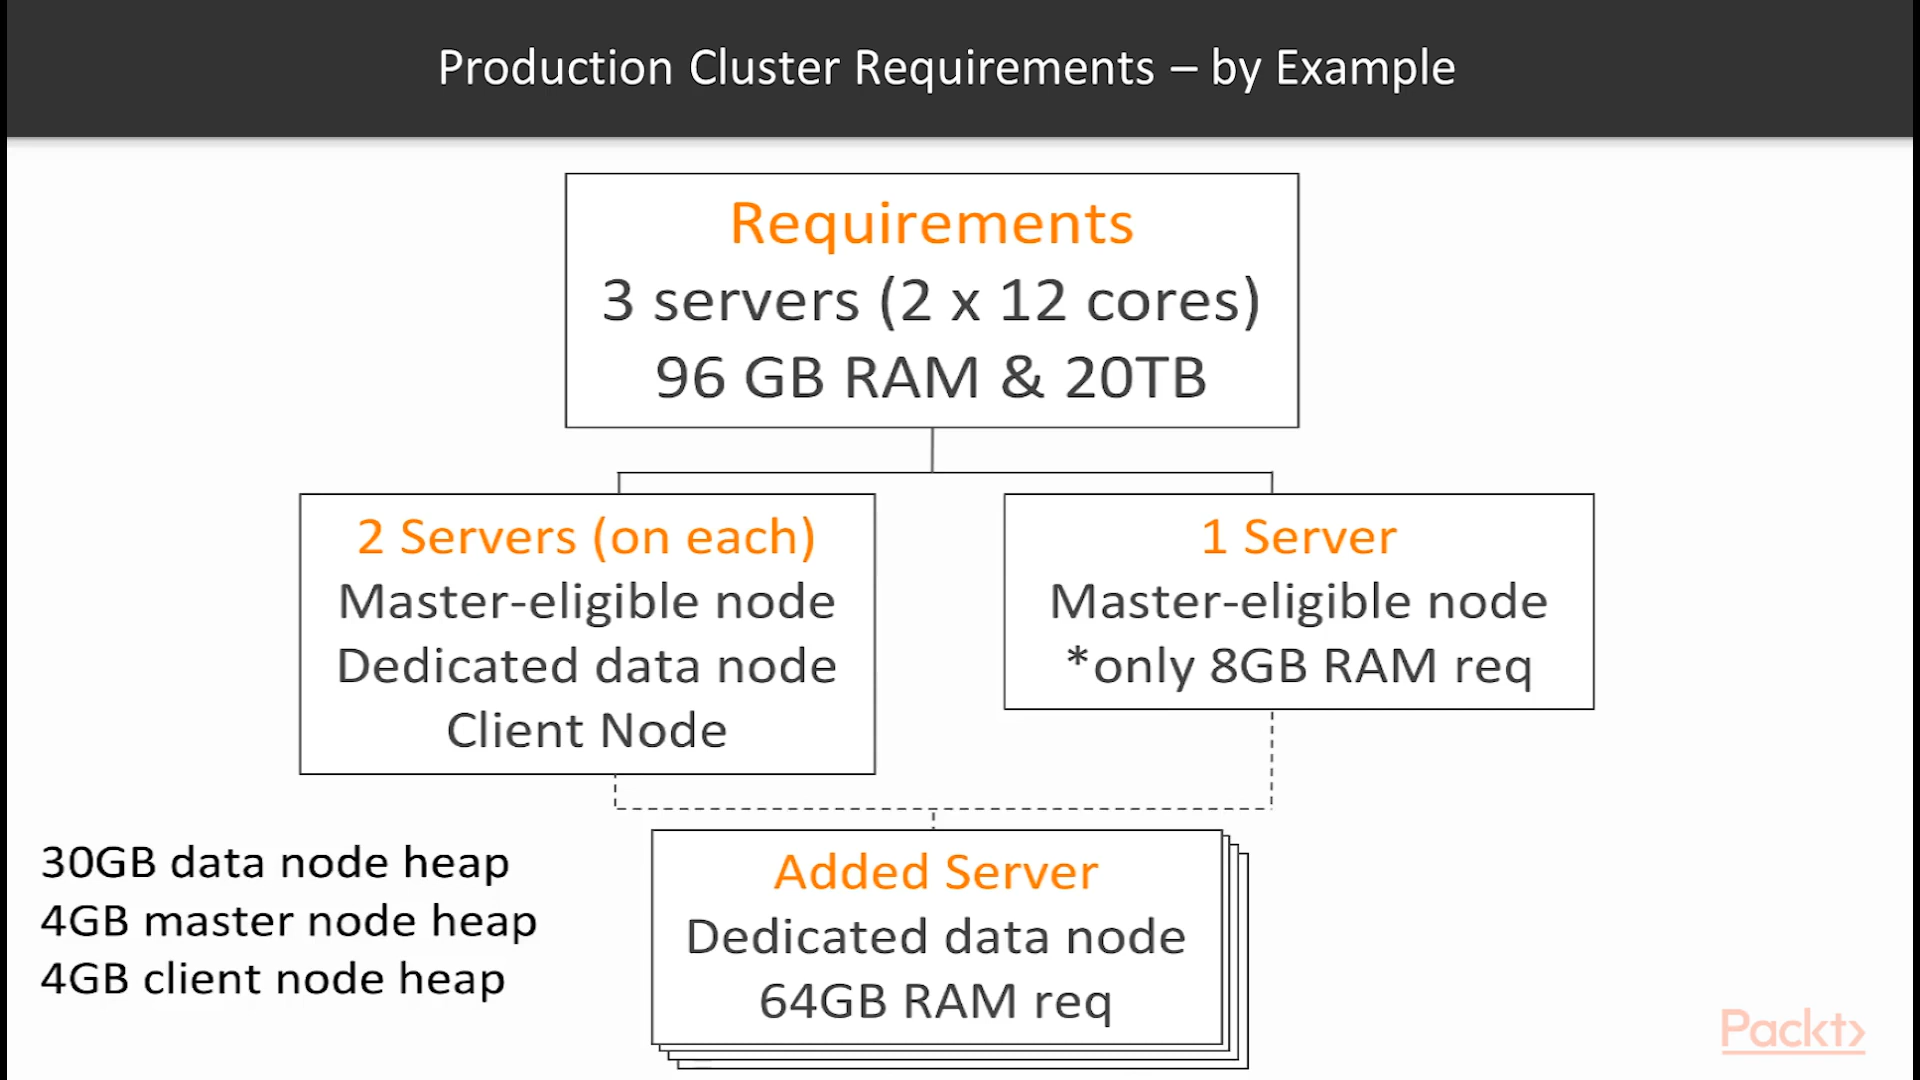 Production Cluster Requirements – by Example
Requirements
3 servers (2 x 12 cores)
96 GB RAM & 20TB
2 Servers (on each)
Master-eligible node
Dedicated data node
Client Node
1 Server
Master-eligible node
*only 8GB RAM req
30GB data node heap
4GB master node heap
4GB client node heap
Added Server
Dedicated data node
64GB RAM req
Packt>